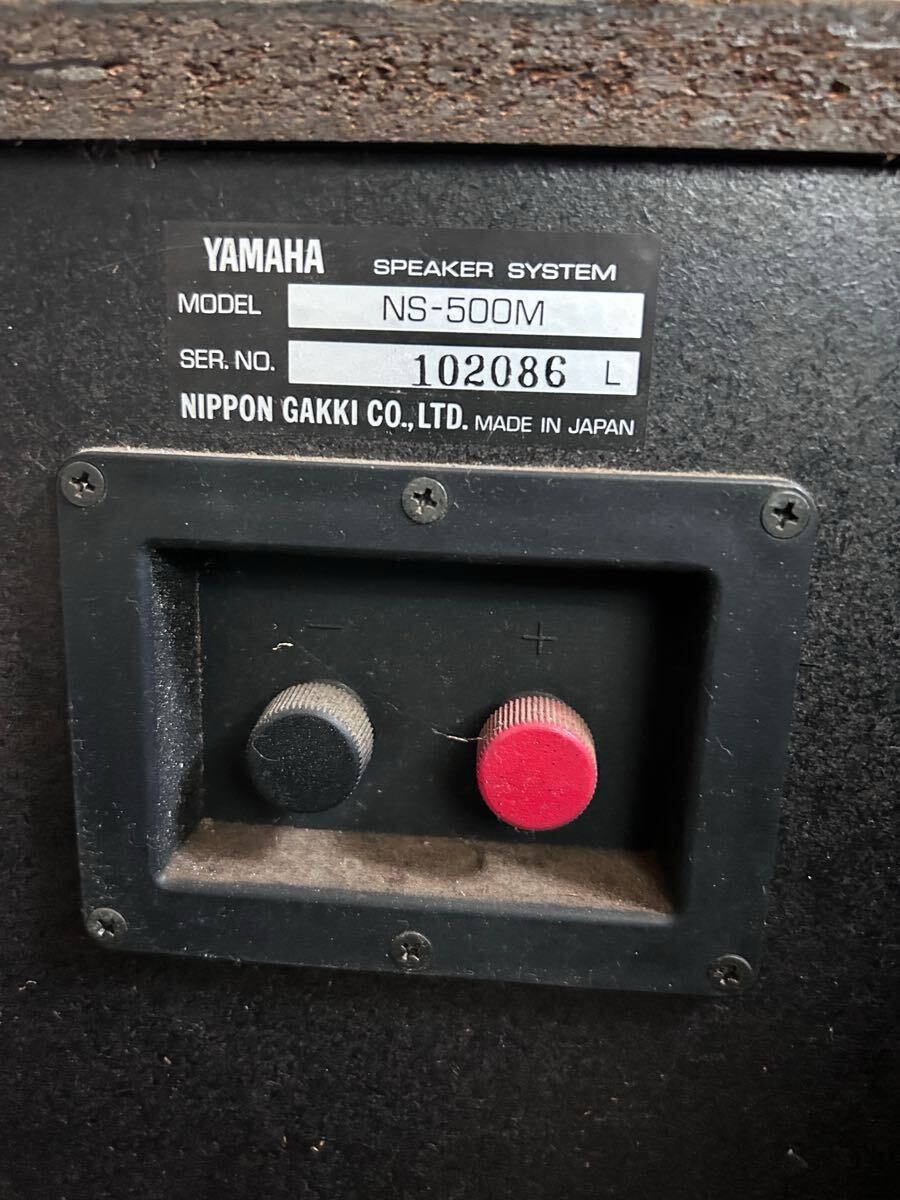 YAMAHA SPEAKER SYSTEM
MODEL NS-500M
SER. NO. 102086 L
NIPPON GAKKI CO., LTD. MADE IN JAPAN
− +